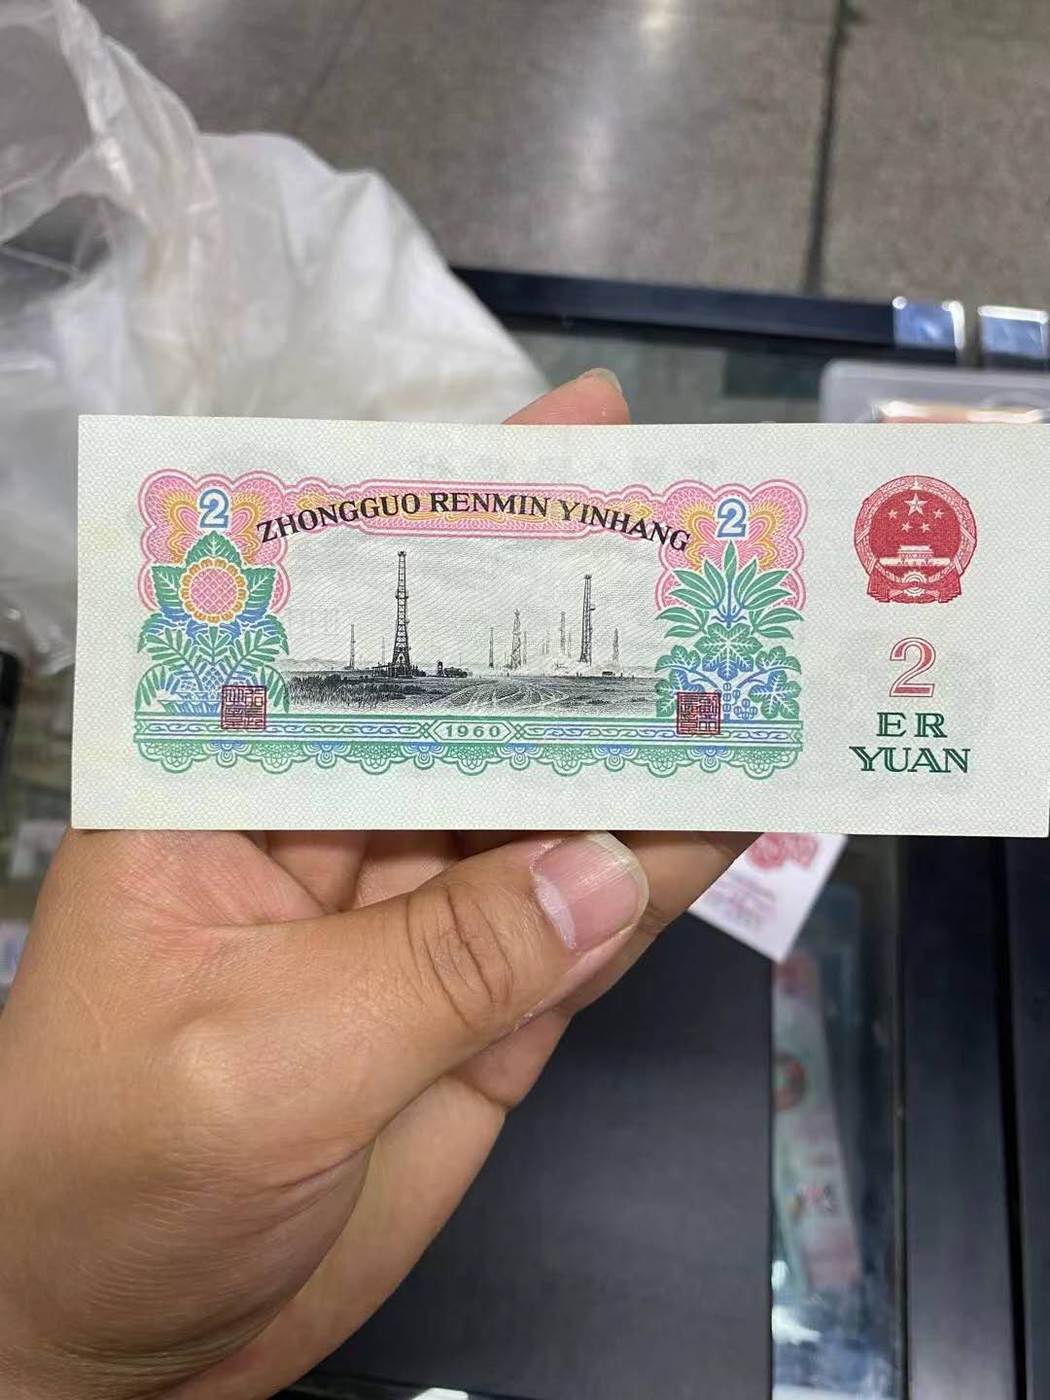 2
ZHONGGUO RENMIN YINHANG
2
1960
2
ER
YUAN